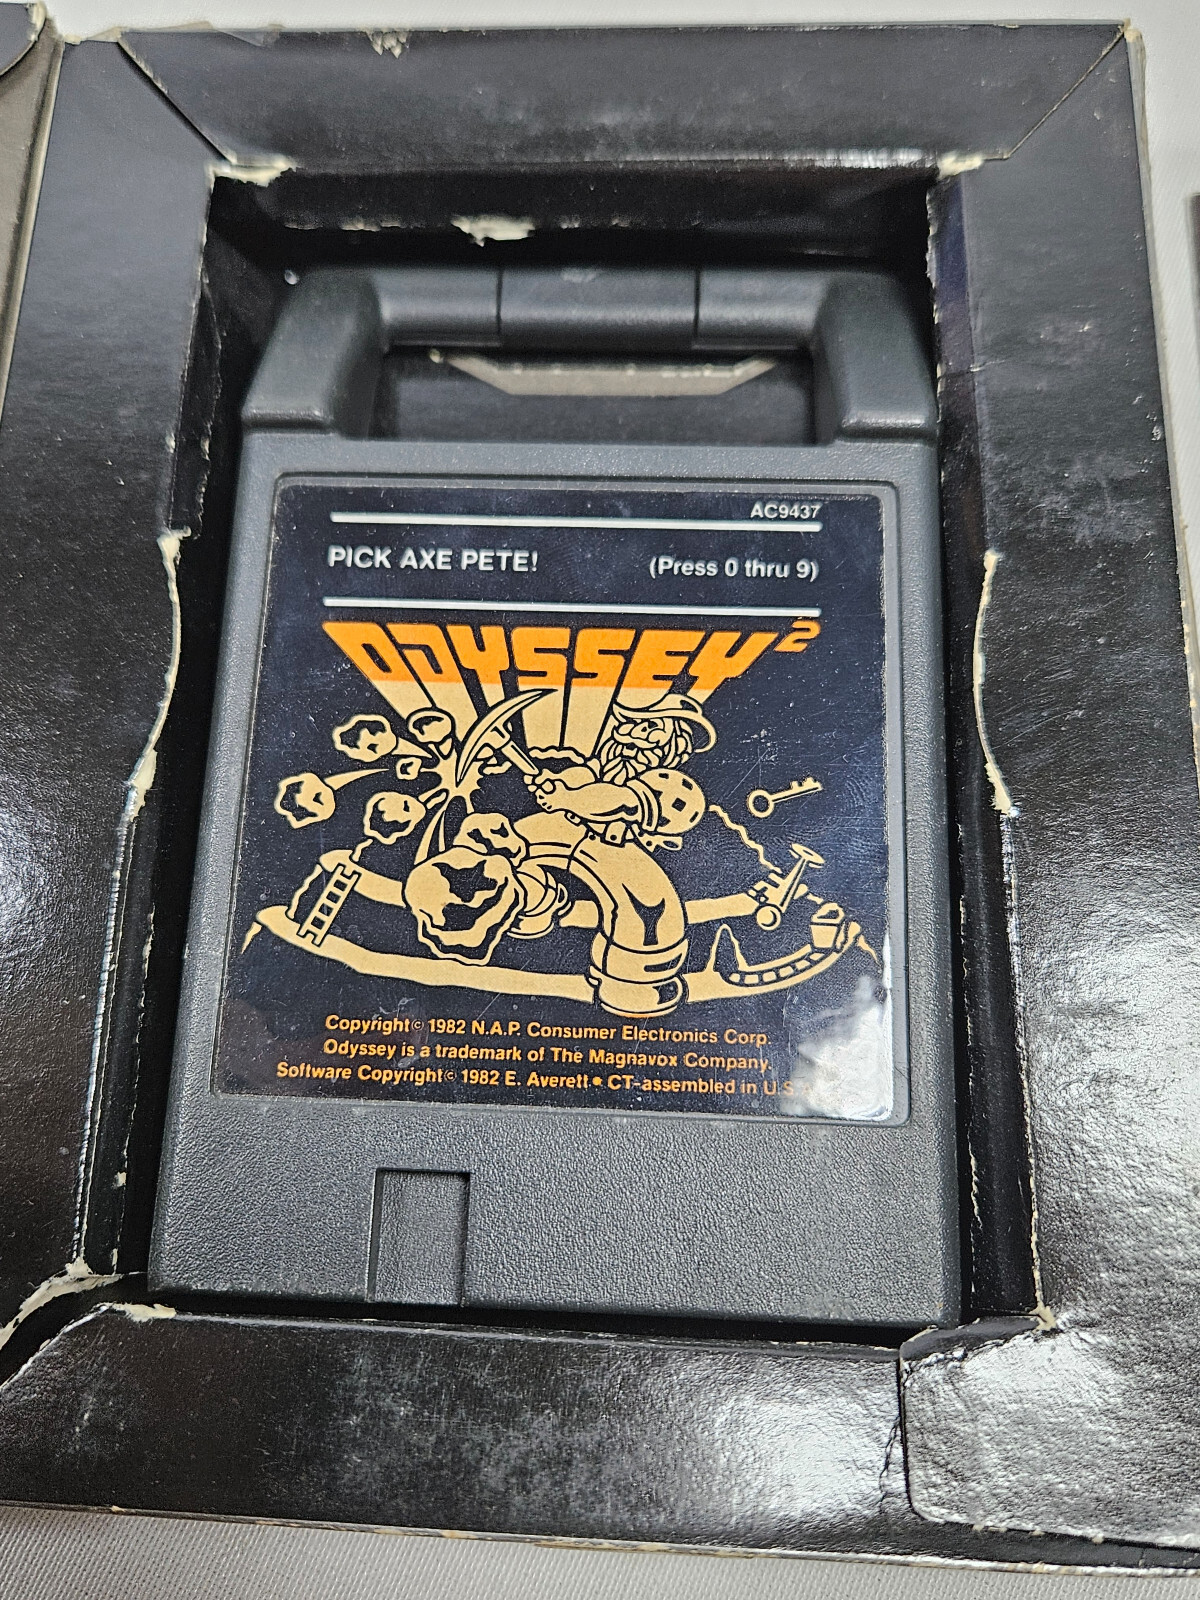 AC9437
PICK AXE PETE! (Press 0 thru 9)
ODYSSEY²
Copyright © 1982 N.A.P. Consumer Electronics Corp.
Odyssey is a trademark of The Magnavox Company.
Software Copyright © 1982 E. Averett • CT-assembled in U.S.